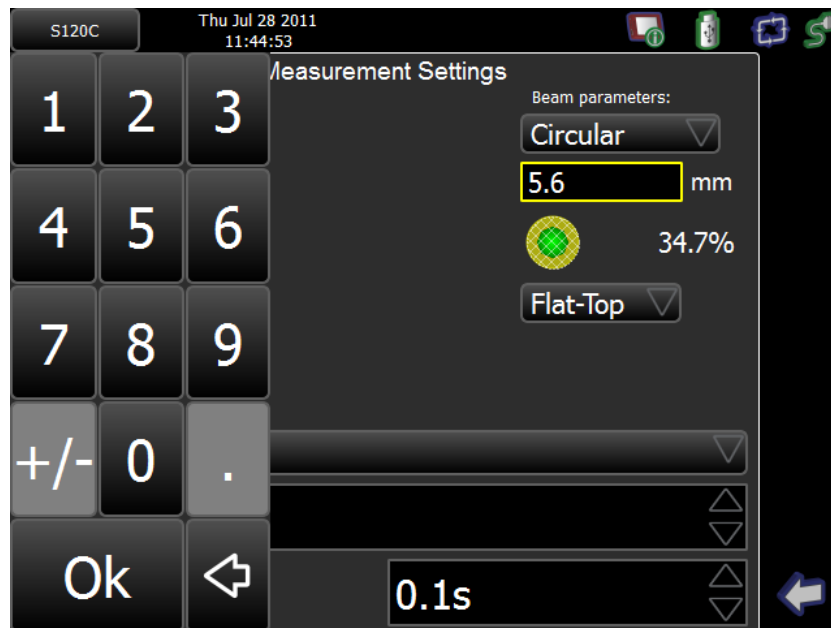 S120C
Thu Jul 28 2011
11:44:53
Measurement Settings
Beam parameters:
Circular
5.6 mm
34.7%
Flat-Top
1 2 3
4 5 6
7 8 9
+/- 0 .
Ok
0.1s